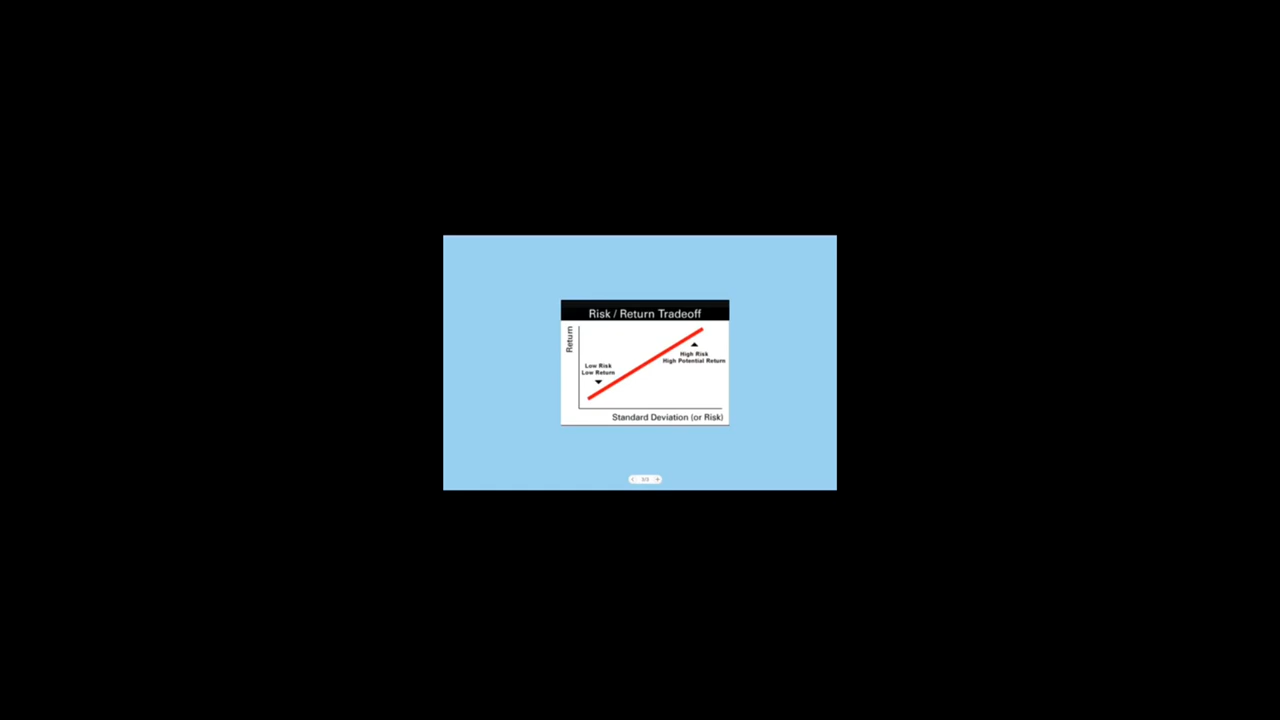 Risk / Return Tradeoff
Return
Low Risk
Low Return
High Risk
High Potential Return
Standard Deviation (or Risk)